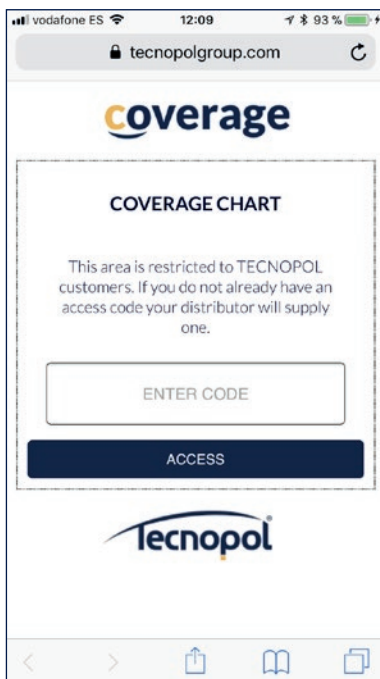 vodafone ES 12:09 93 %
tecnopolgroup.com
coverage
COVERAGE CHART
This area is restricted to TECNOPOL
customers. If you do not already have an
access code your distributor will supply
one.
ENTER CODE
ACCESS
Tecnopol